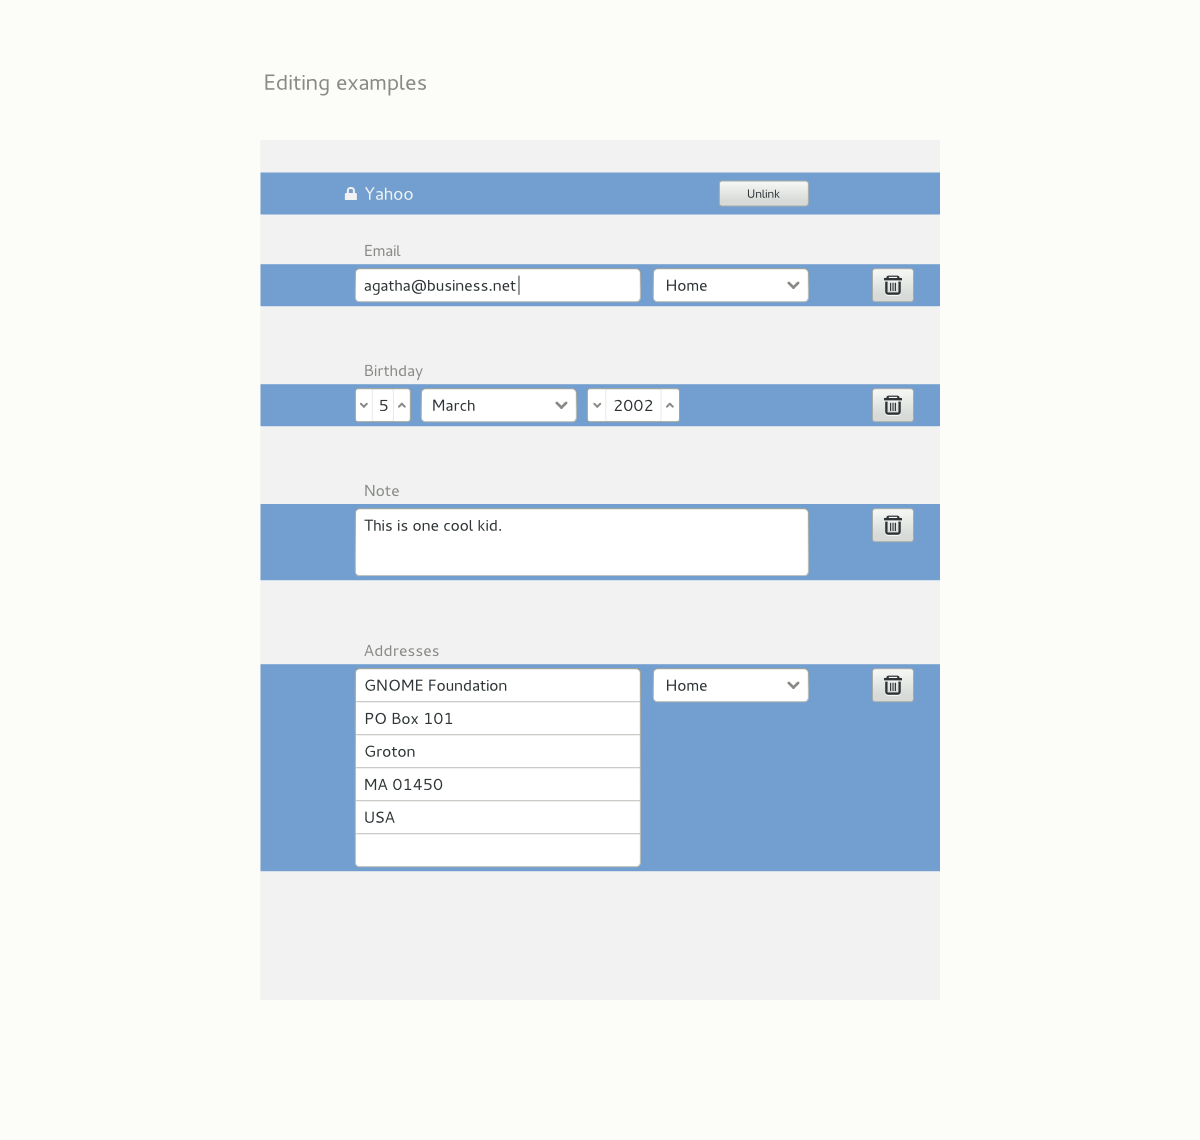 Editing examples
Yahoo
Unlink
Email
agatha@business.net
Home
Birthday
5
March
2002
Note
This is one cool kid.
Addresses
GNOME Foundation
Home
PO Box 101
Groton
MA 01450
USA